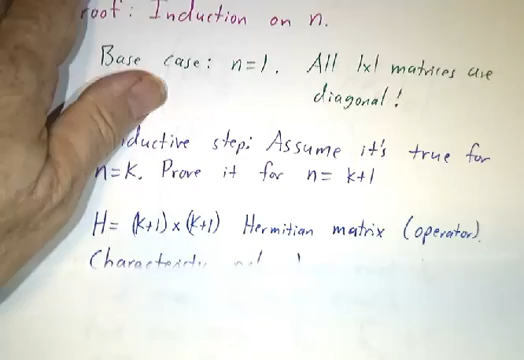 roof: Induction on n.
Base case: n=1. All 1x1 matrices are
diagonal!
ductive step: Assume it's true for
n=k. Prove it for n= k+1
H= (k+1) x (k+1) Hermitian matrix (operator).